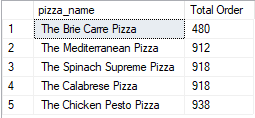 pizza_name Total Order
1 The Brie Carre Pizza 480
2 The Mediterranean Pizza 912
3 The Spinach Supreme Pizza 918
4 The Calabrese Pizza 918
5 The Chicken Pesto Pizza 938